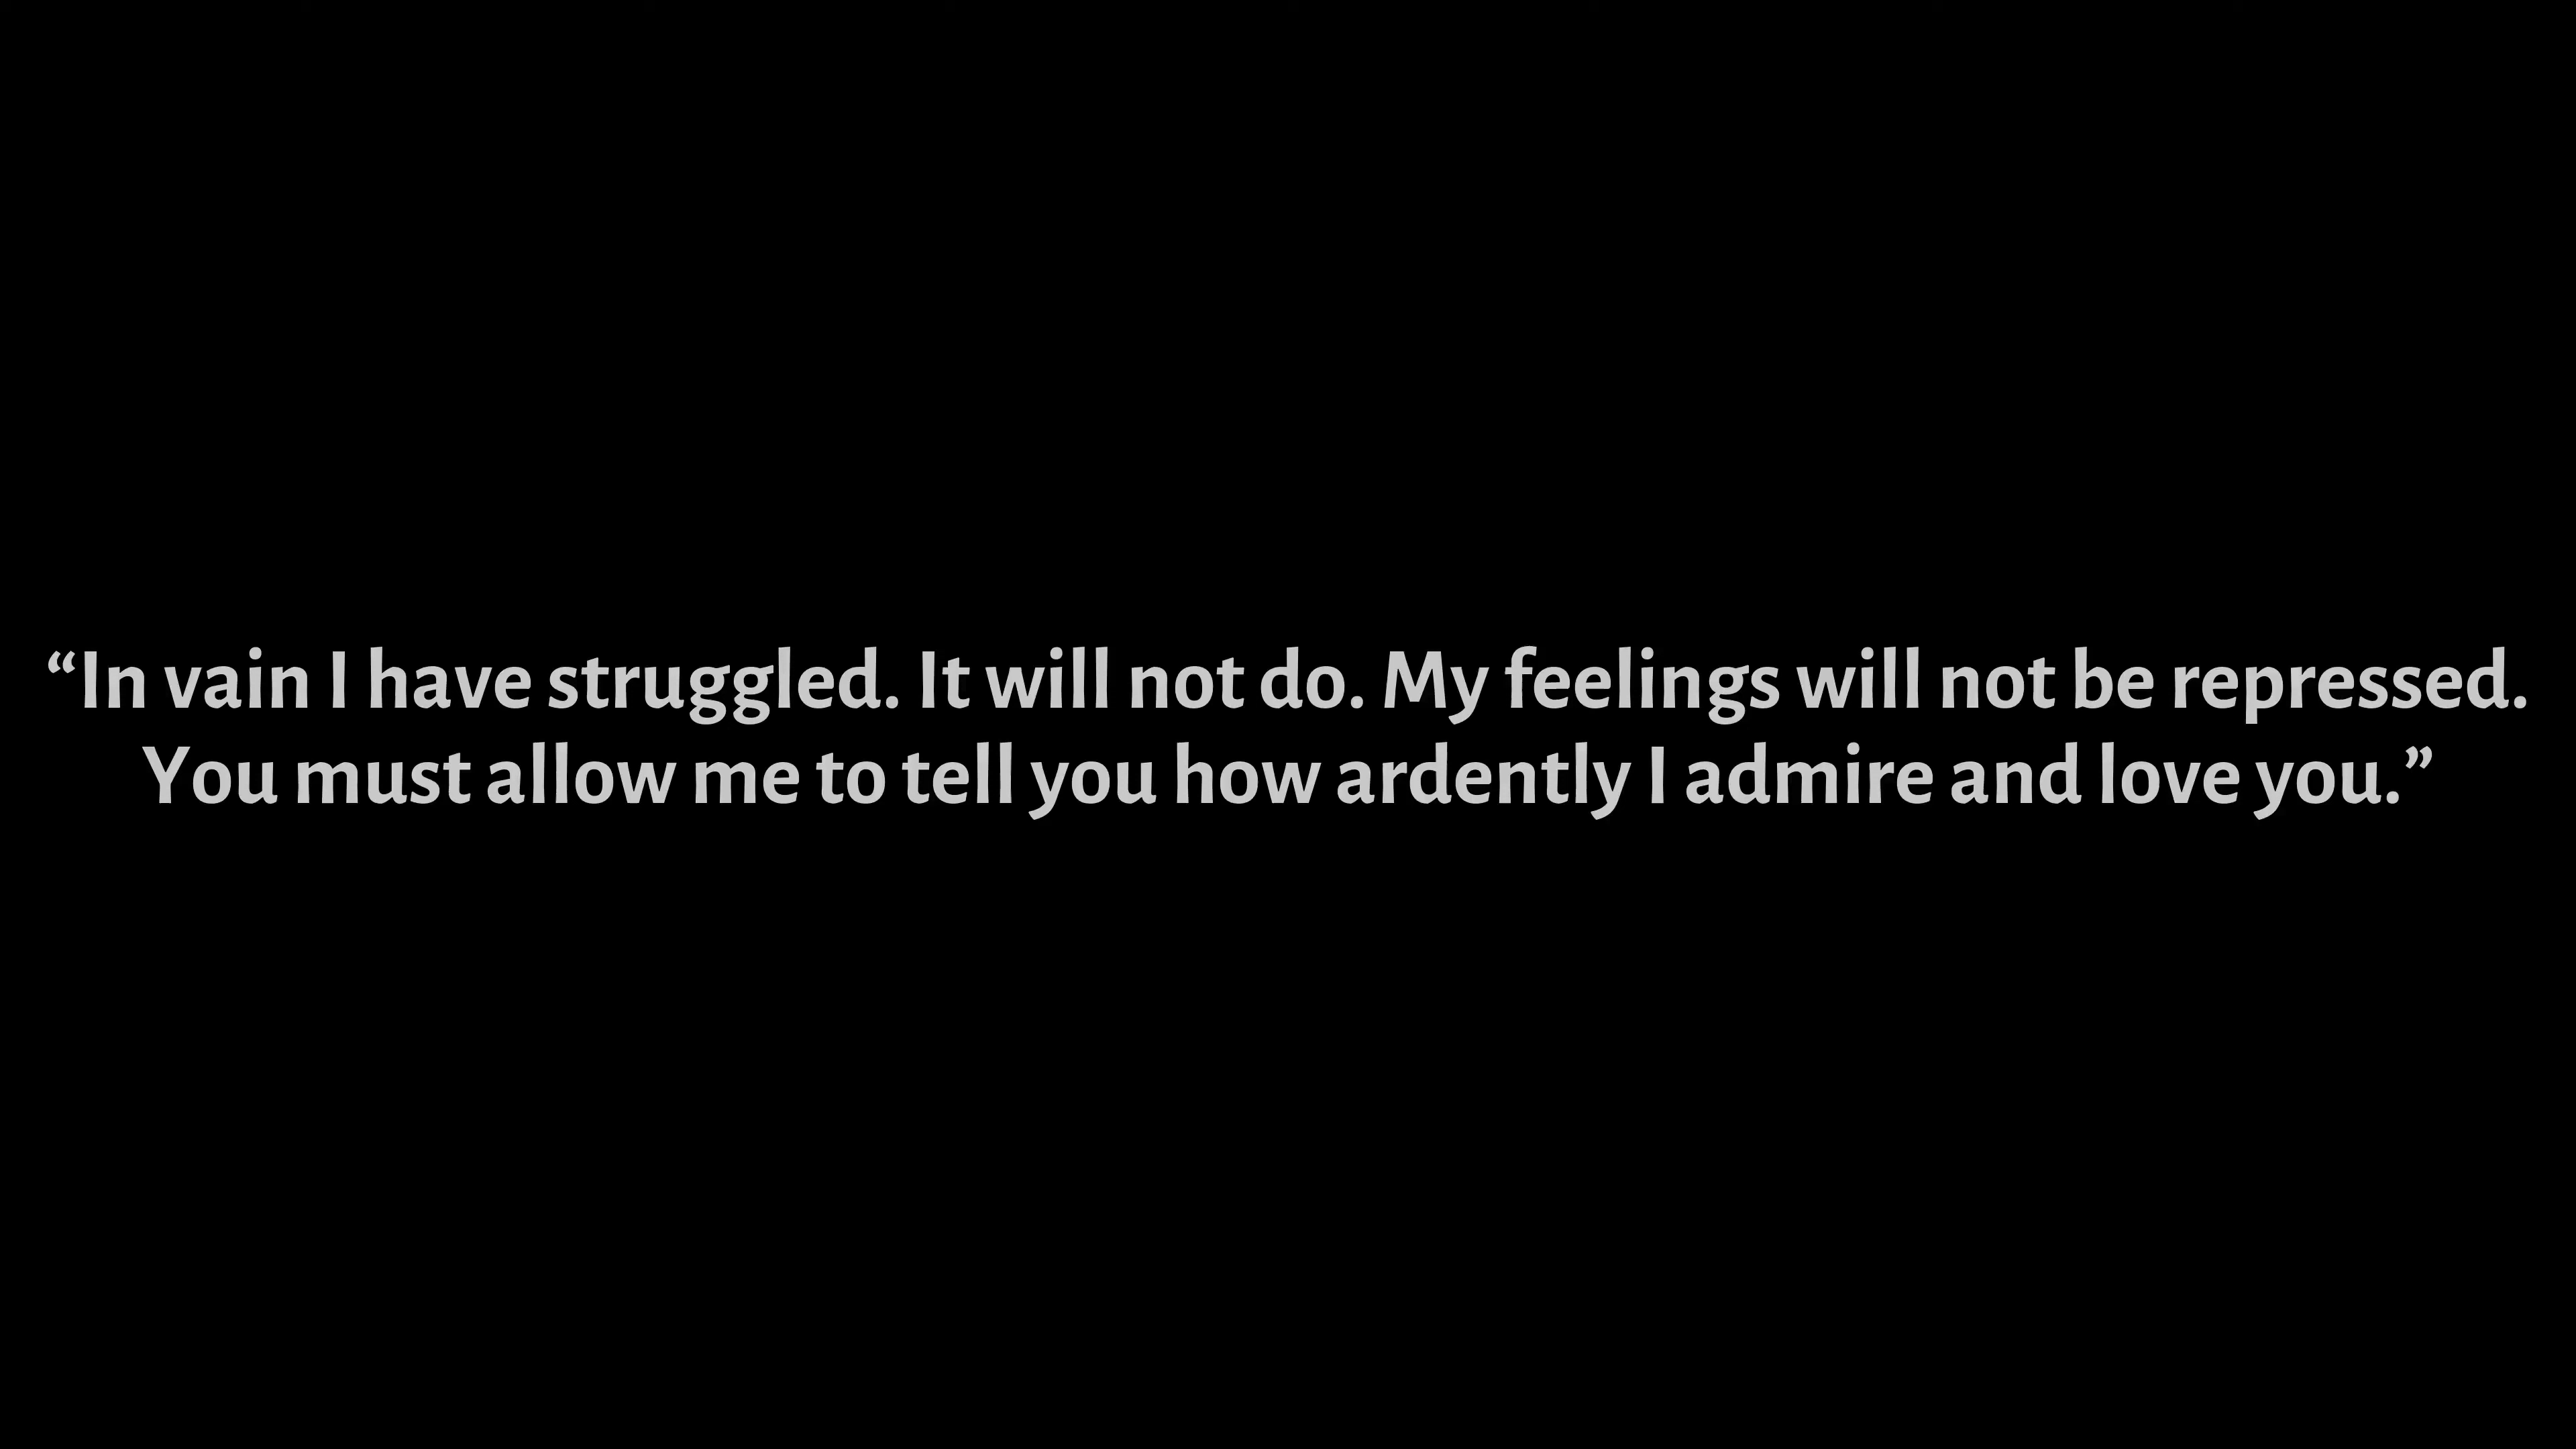 “In vain I have struggled. It will not do. My feelings will not be repressed.
You must allow me to tell you how ardently I admire and love you.”